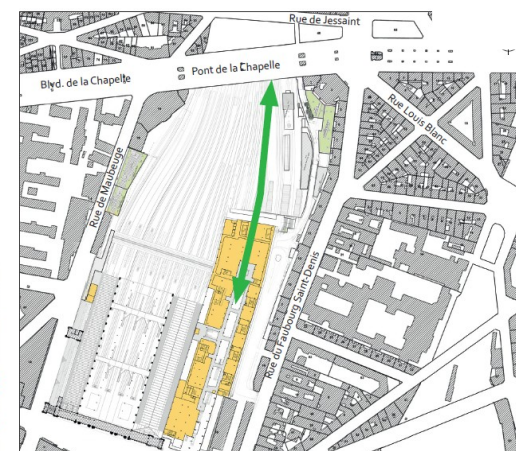 Rue de Jessaint
Pont de la Chapelle
Blvd. de la Chapelle
Rue Louis Blanc
Rue de Maubeuge
Rue du Faubourg Saint-Denis